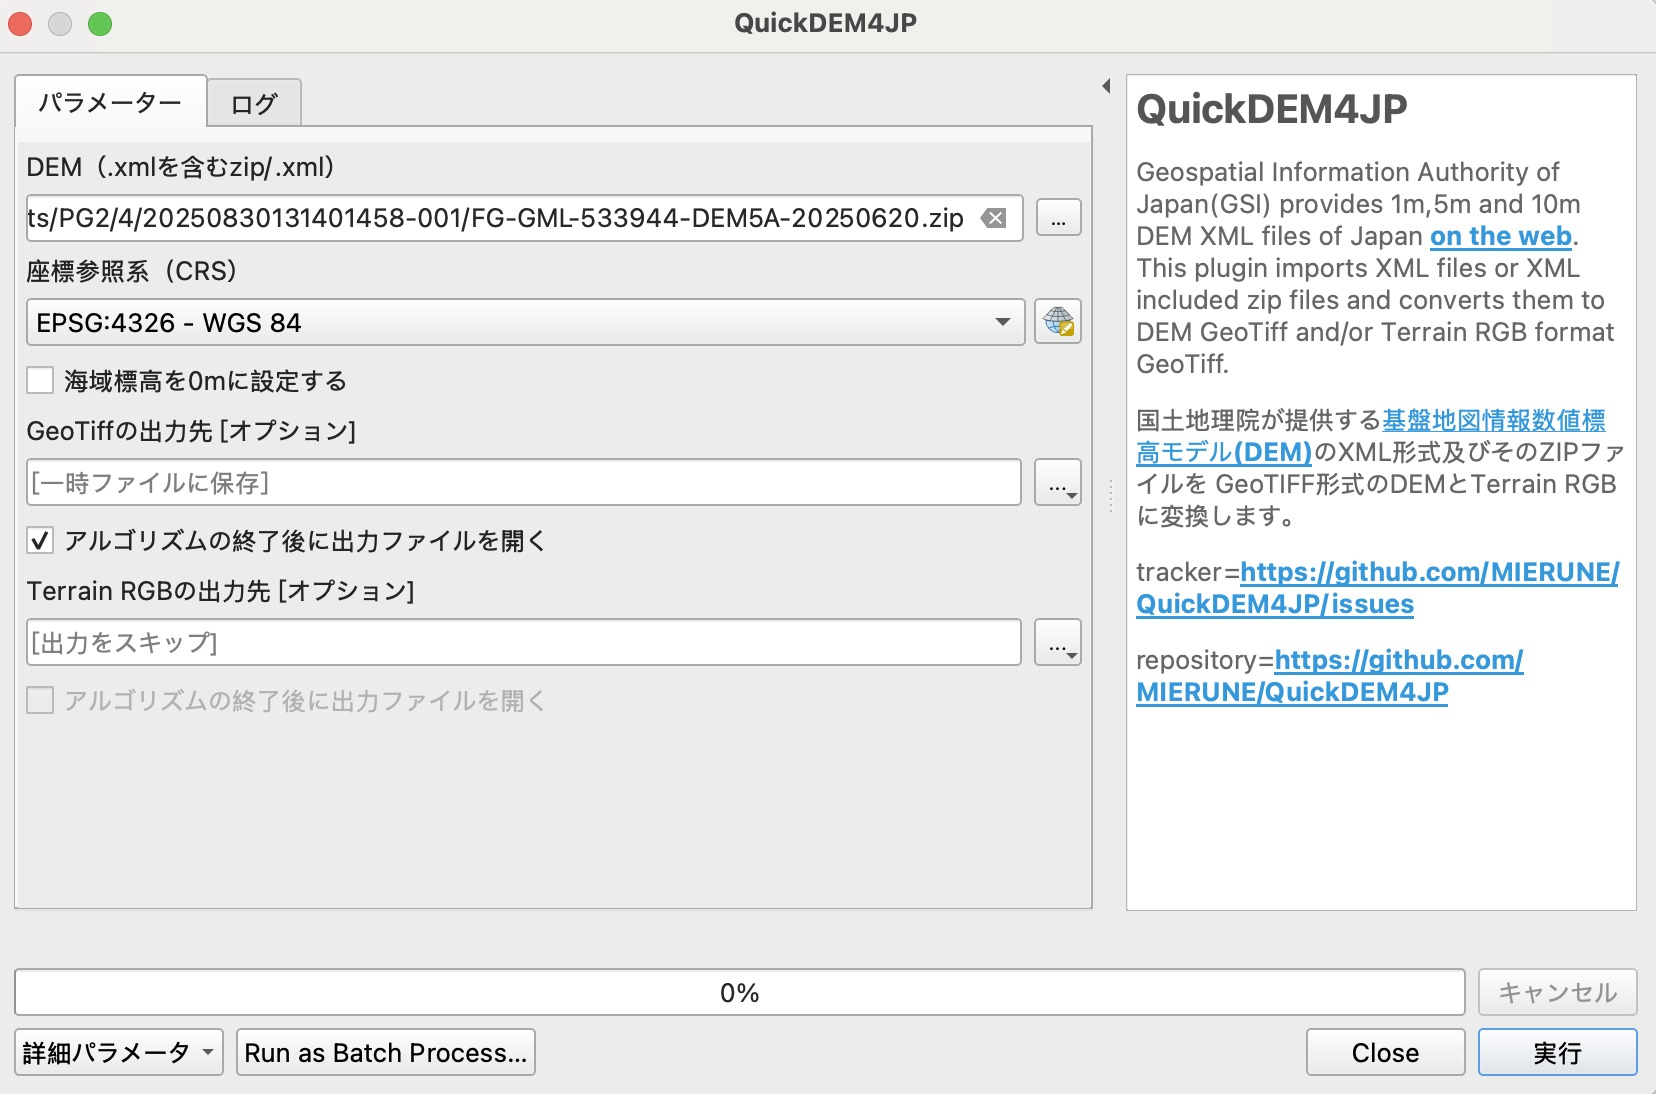 QuickDEM4JP
パラメーター
ログ
DEM（.xmlを含むzip/.xml）
ts/PG2/4/20250830131401458-001/FG-GML-533944-DEM5A-20250620.zip
...
座標参照系（CRS）
EPSG:4326 - WGS 84
海域標高を0mに設定する
GeoTiffの出力先 [オプション]
[一時ファイルに保存]
...
アルゴリズムの終了後に出力ファイルを開く
Terrain RGBの出力先 [オプション]
[出力をスキップ]
...
アルゴリズムの終了後に出力ファイルを開く
QuickDEM4JP
Geospatial Information Authority of
Japan(GSI) provides 1m,5m and 10m
DEM XML files of Japan on the web.
This plugin imports XML files or XML
included zip files and converts them to
DEM GeoTiff and/or Terrain RGB format
GeoTiff.
国土地理院が提供する基盤地図情報数値標
高モデル(DEM)のXML形式及びそのZIPファ
イルを GeoTIFF形式のDEMとTerrain RGB
に変換します。
tracker=https://github.com/MIERUNE/
QuickDEM4JP/issues
repository=https://github.com/
MIERUNE/QuickDEM4JP
0%
キャンセル
詳細パラメータ
Run as Batch Process...
Close
実行